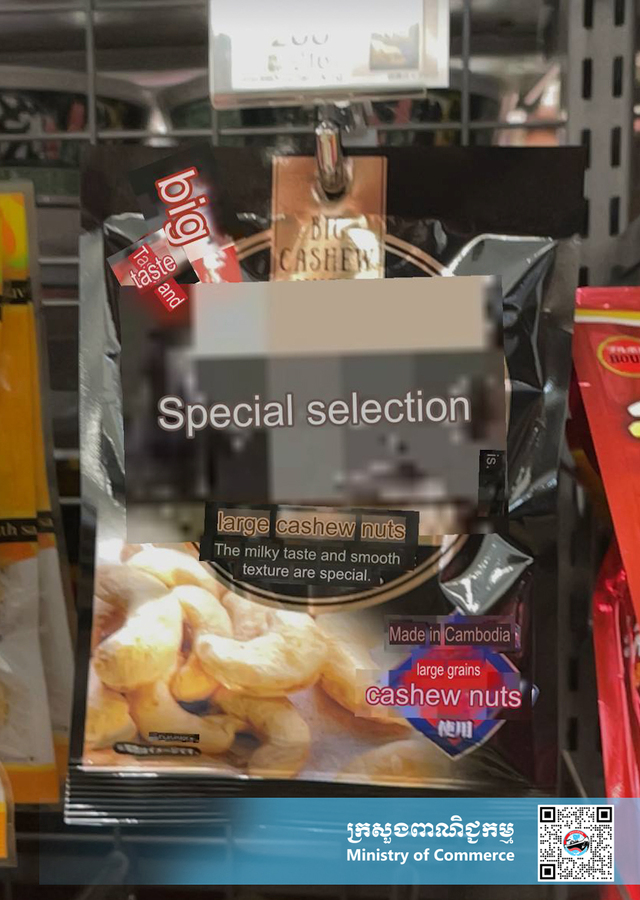 big
taste
and
BIG
CASHEW
Special selection
is.
large cashew nuts
The milky taste and smooth
texture are special.
Made in Cambodia
large grains
cashew nuts
使用
ក្រសួងពាណិជ្ជកម្ម
Ministry of Commerce